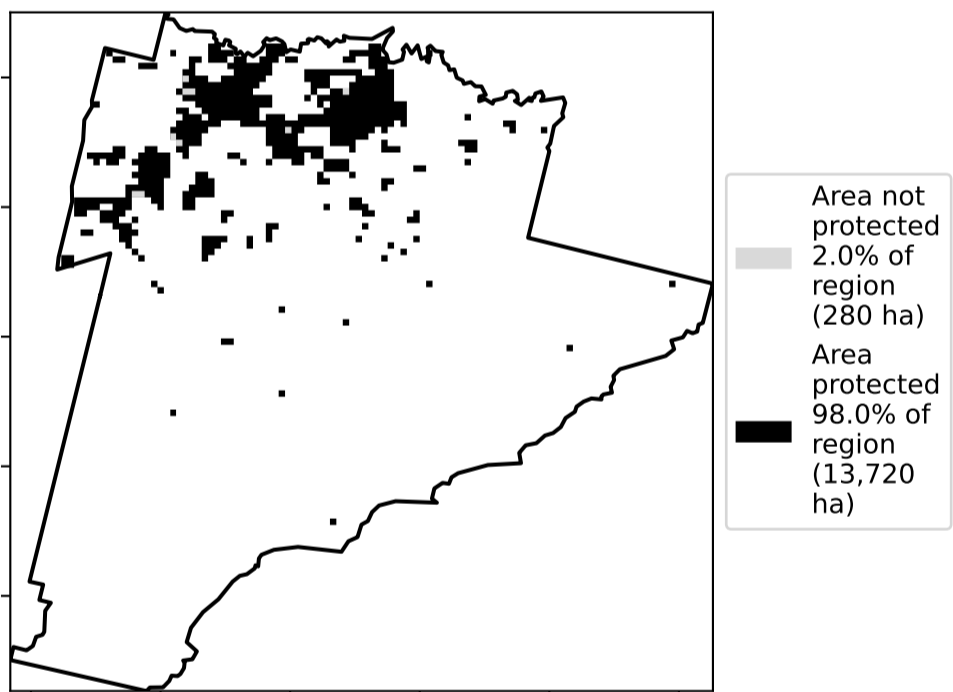 Area not
protected
2.0% of
region
(280 ha)
Area
protected
98.0% of
region
(13,720
ha)